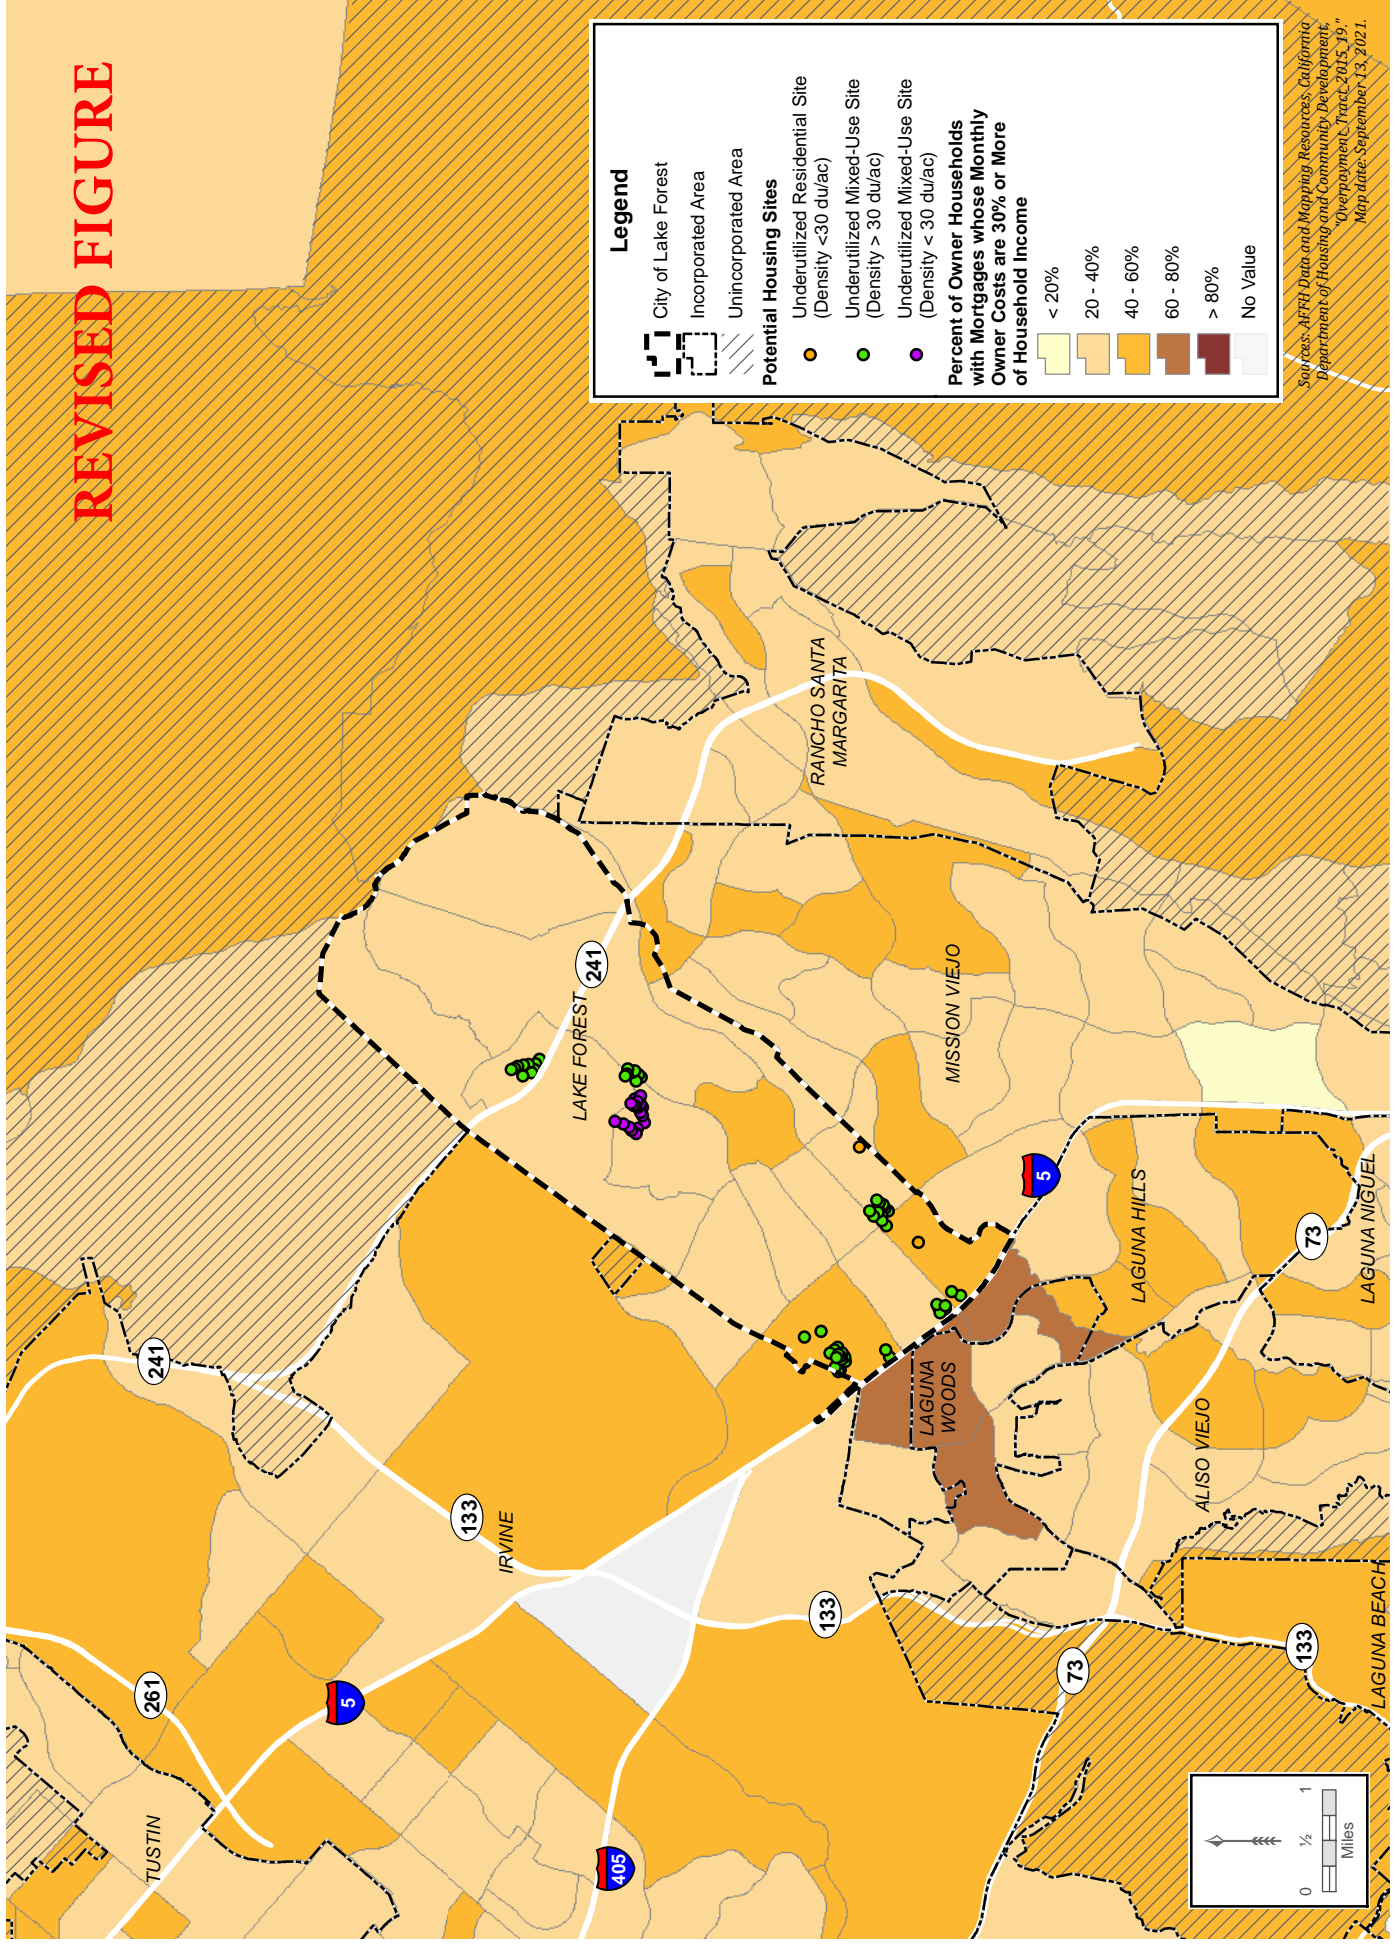 REVISED FIGURE
Legend
City of Lake Forest
Incorporated Area
Unincorporated Area
Potential Housing Sites
Underutilized Residential Site
(Density <30 du/ac)
Underutilized Mixed-Use Site
(Density > 30 du/ac)
Underutilized Mixed-Use Site
(Density < 30 du/ac)
Percent of Owner Households
with Mortgages whose Monthly
Owner Costs are 30% or More
of Household Income
< 20%
20 - 40%
40 - 60%
60 - 80%
> 80%
No Value
Sources: AFFH Data and Mapping Resources, California
Department of Housing and Community Development,
"Overpayment_Tract_2015_19."
Map date: September 13, 2021.
TUSTIN
261
5
241
133
IRVINE
405
133
LAKE FOREST
241
RANCHO SANTA
MARGARITA
MISSION VIEJO
5
LAGUNA
WOODS
LAGUNA HILLS
ALISO VIEJO
73
73
133
LAGUNA NIGUEL
LAGUNA BEACH
0
½
1
Miles